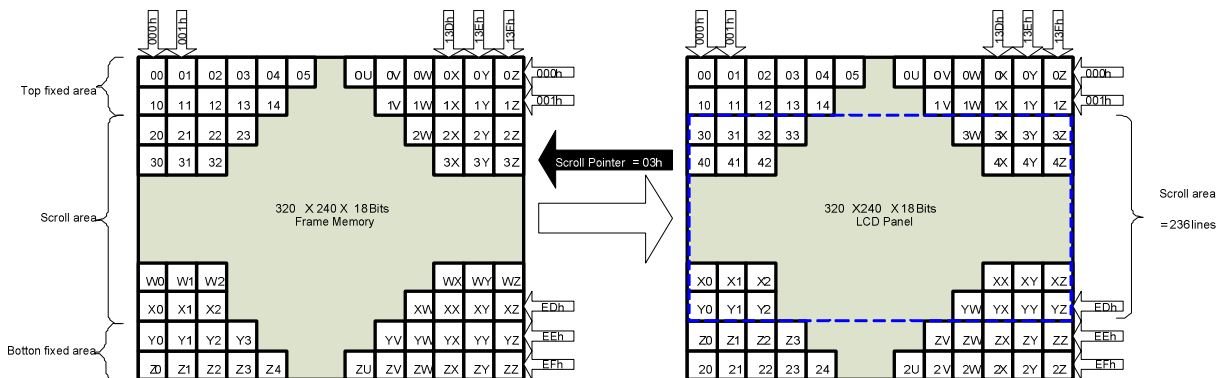 000h 001h 13Dh 13Eh 13Fh 000h 001h 13Dh 13Eh 13Fh
00 01 02 03 04 05 0U 0V 0W 0X 0Y 0Z 000h 00 01 02 03 04 05 0U 0V 0W 0X 0Y 0Z 000h
Top fixed area
10 11 12 13 14 1V 1W 1X 1Y 1Z 001h 10 11 12 13 14 1V 1W 1X 1Y 1Z 001h
20 21 22 23 2W 2X 2Y 2Z 30 31 32 33 3W 3X 3Y 3Z
30 31 32 3X 3Y 3Z Scroll Pointer = 03h 40 41 42 4X 4Y 4Z
Scroll area
320 X 240 X 18Bits
Frame Memory
320 X240 X 18Bits
LCD Panel
Scroll area
= 236 lines
W0 W1 W2 WX WY WZ X0 X1 X2 XX XY XZ
X0 X1 X2 XW XX XY XZ EDh Y0 Y1 Y2 YW YX YY YZ EDh
Y0 Y1 Y2 Y3 YV YW YX YY YZ EEh Z0 Z1 Z2 Z3 ZV ZW ZX ZY ZZ EEh
Botton fixed area
Z0 Z1 Z2 Z3 Z4 ZU ZV ZW ZX ZY ZZ EFh 20 21 22 23 24 2U 2V 2W 2X 2Y 2Z EFh